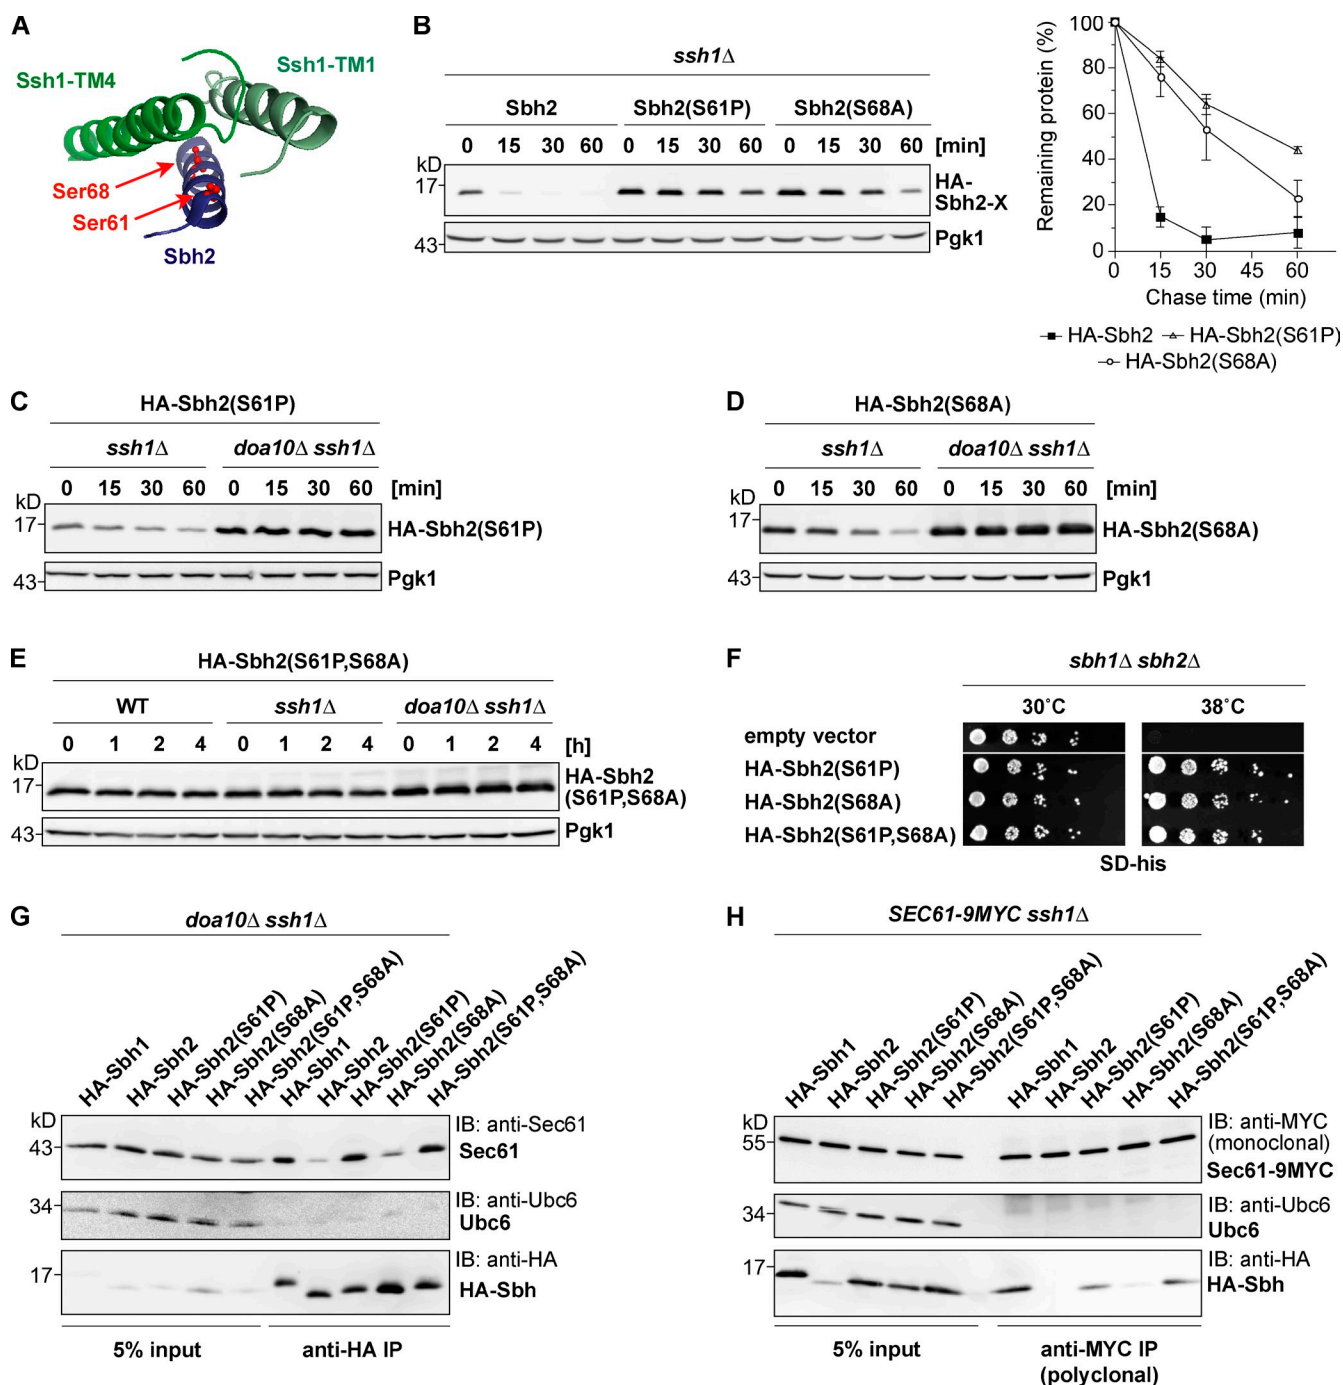 A
Ssh1-TM4
Ssh1-TM1
Ser68
Ser61
Sbh2
B
ssh1Δ
Sbh2 Sbh2(S61P) Sbh2(S68A)
0 15 30 60 0 15 30 60 0 15 30 60 [min]
kD
17
HA-
Sbh2-X
43
Pgk1
Remaining protein (%)
100
80
60
40
20
0
0 15 30 45 60
Chase time (min)
HA-Sbh2 HA-Sbh2(S61P)
HA-Sbh2(S68A)
C
HA-Sbh2(S61P)
ssh1Δ doa10Δ ssh1Δ
0 15 30 60 0 15 30 60 [min]
kD
17
HA-Sbh2(S61P)
43
Pgk1
D
HA-Sbh2(S68A)
ssh1Δ doa10Δ ssh1Δ
0 15 30 60 0 15 30 60 [min]
kD
17
HA-Sbh2(S68A)
43
Pgk1
E
HA-Sbh2(S61P,S68A)
WT ssh1Δ doa10Δ ssh1Δ
0 1 2 4 0 1 2 4 0 1 2 4 [h]
kD
17
HA-Sbh2
(S61P,S68A)
43
Pgk1
F
sbh1Δ sbh2Δ
30˚C 38˚C
empty vector
HA-Sbh2(S61P)
HA-Sbh2(S68A)
HA-Sbh2(S61P,S68A)
SD-his
G
doa10Δ ssh1Δ
HA-Sbh1
HA-Sbh2
HA-Sbh2(S61P)
HA-Sbh2(S68A)
HA-Sbh2(S61P,S68A)
HA-Sbh1
HA-Sbh2
HA-Sbh2(S61P)
HA-Sbh2(S68A)
HA-Sbh2(S61P,S68A)
kD
43
IB: anti-Sec61
Sec61
34
IB: anti-Ubc6
Ubc6
17
IB: anti-HA
HA-Sbh
5% input anti-HA IP
H
SEC61-9MYC ssh1Δ
HA-Sbh1
HA-Sbh2
HA-Sbh2(S61P)
HA-Sbh2(S68A)
HA-Sbh2(S61P,S68A)
HA-Sbh1
HA-Sbh2
HA-Sbh2(S61P)
HA-Sbh2(S68A)
HA-Sbh2(S61P,S68A)
kD
55
IB: anti-MYC
(monoclonal)
Sec61-9MYC
34
IB: anti-Ubc6
Ubc6
17
IB: anti-HA
HA-Sbh
5% input anti-MYC IP
(polyclonal)